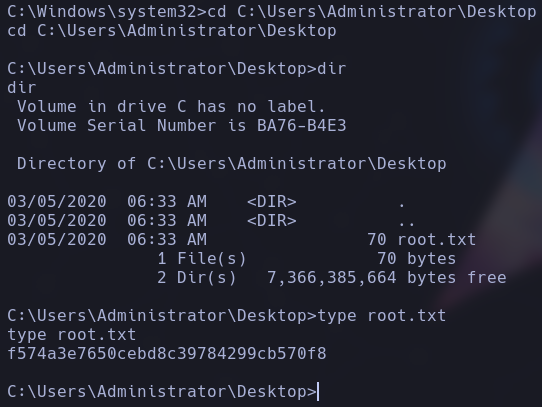 C:\Windows\system32>cd C:\Users\Administrator\Desktop
cd C:\Users\Administrator\Desktop
C:\Users\Administrator\Desktop>dir
dir
 Volume in drive C has no label.
 Volume Serial Number is BA76-B4E3
 Directory of C:\Users\Administrator\Desktop
03/05/2020  06:33 AM    <DIR>          .
03/05/2020  06:33 AM    <DIR>          ..
03/05/2020  06:33 AM                70 root.txt
               1 File(s)             70 bytes
               2 Dir(s)   7,366,385,664 bytes free
C:\Users\Administrator\Desktop>type root.txt
type root.txt
f574a3e7650cebd8c39784299cb570f8
C:\Users\Administrator\Desktop>